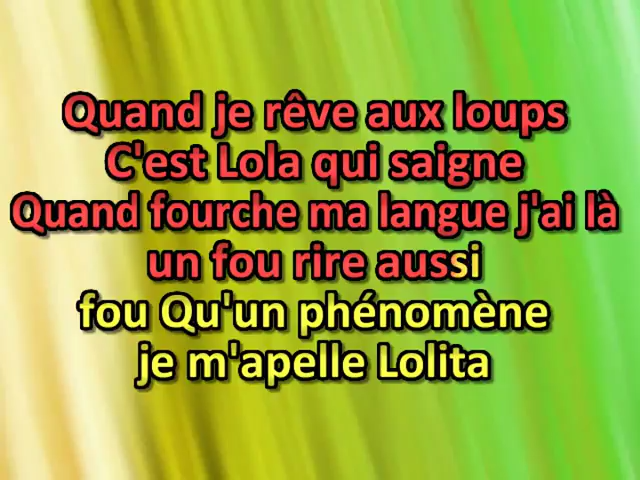 Quand je rêve aux loups
C'est Lola qui saigne
Quand fourche ma langue j'ai là
un fou rire aussi
fou Qu'un phénomène
je m'apelle Lolita